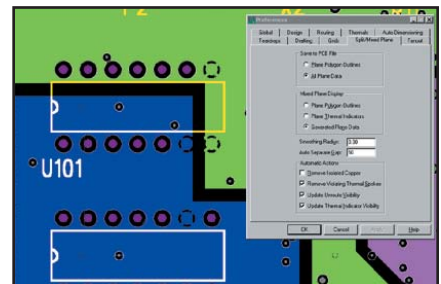 Preferences
Global Design Routing Thermals Auto Dimensioning
Teardrops Drafting Grids Split/Mixed Plane Tune/Diff
Save to PCB File
Plane Polygon Outlines
All Plane Data
Mixed Plane Display
Plane Polygon Outlines
Plane Thermal Indicators
Generated Plane Data
Smoothing Radius:
Auto Separate Gap:
Automatic Actions
Remove Isolated Copper
Remove Violating Thermal Spokes
Update Unroute Visibility
Update Thermal Indicator Visibility
OK Cancel Apply Help
U101